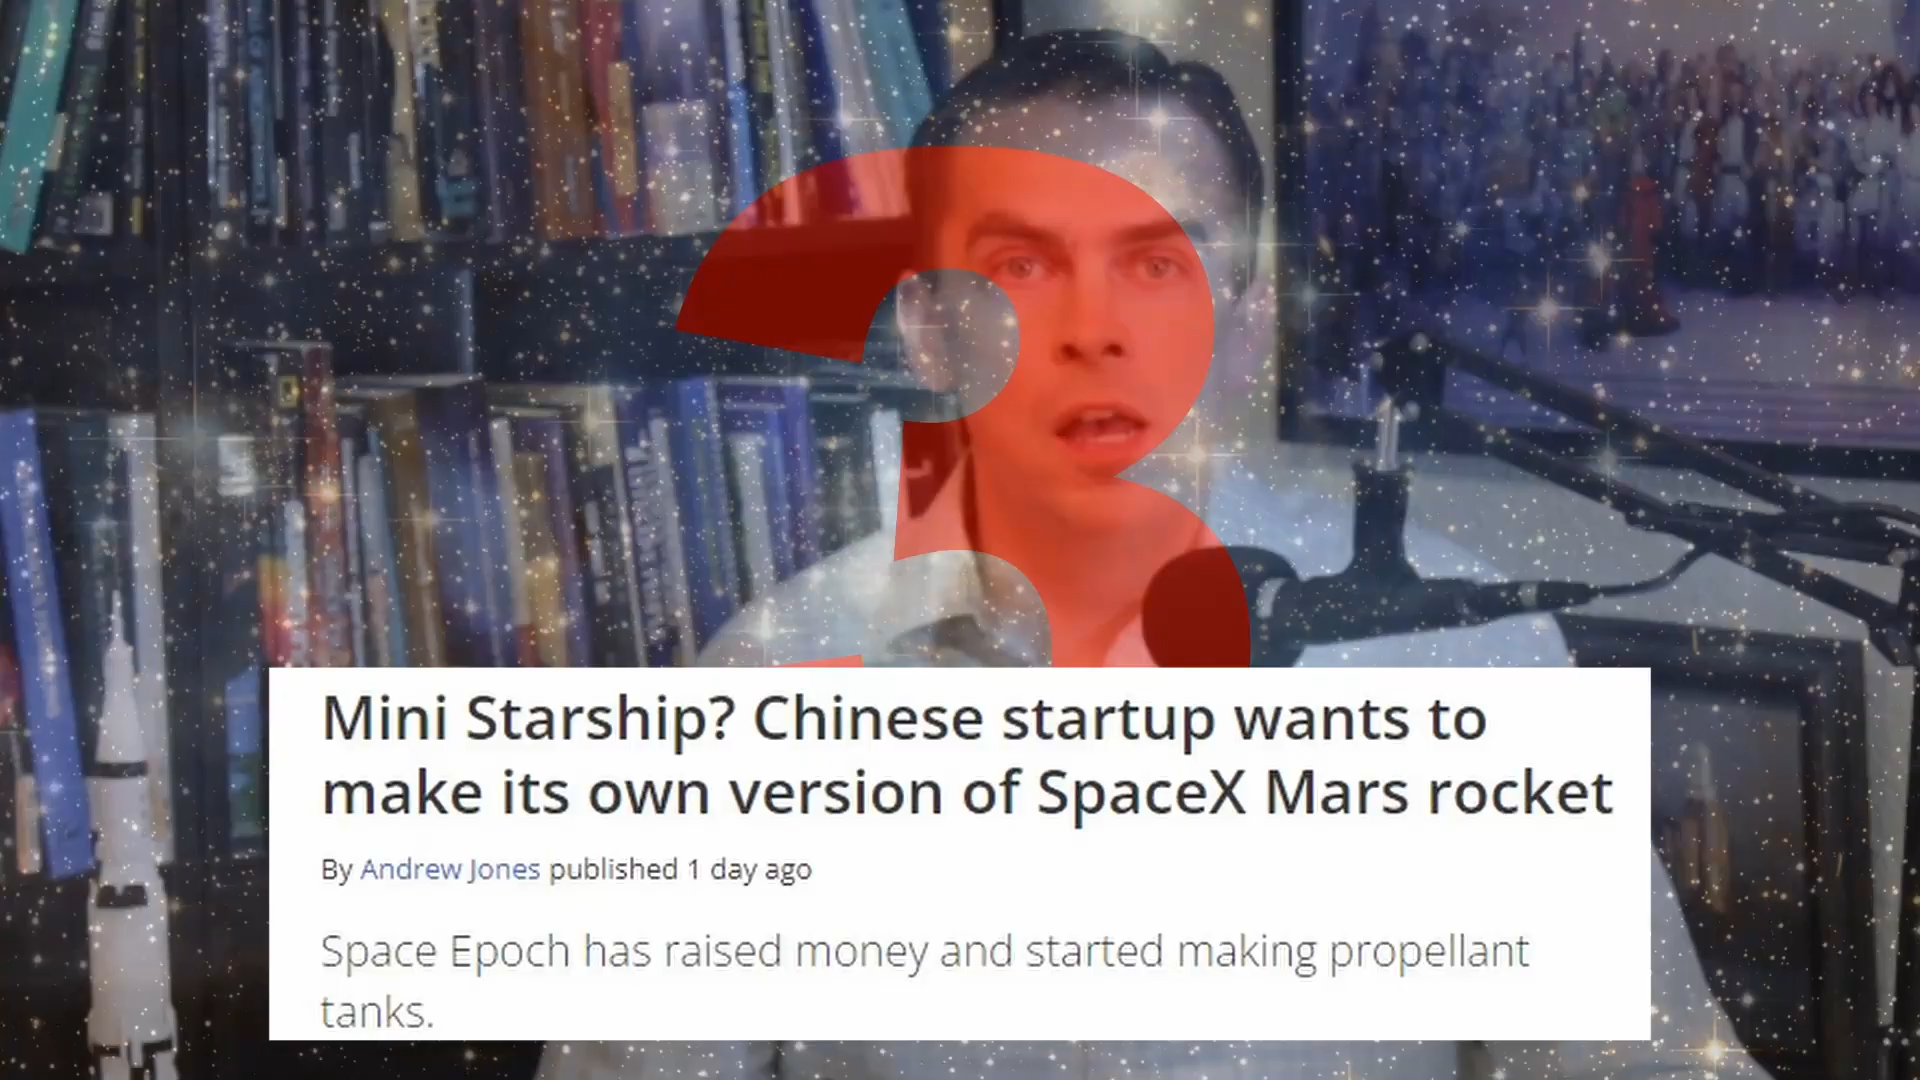 3
Mini Starship? Chinese startup wants to
make its own version of SpaceX Mars rocket
By Andrew Jones published 1 day ago
Space Epoch has raised money and started making propellant
tanks.